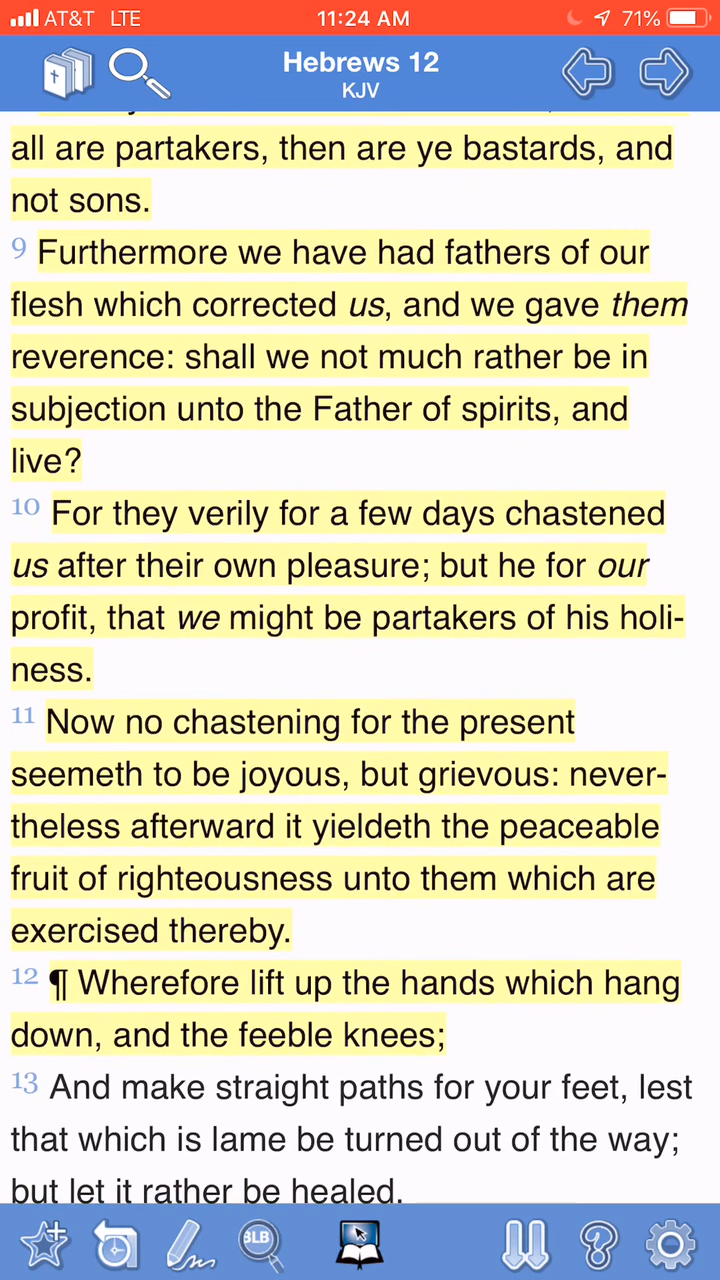 AT&T LTE 11:24 AM 71%
Hebrews 12
KJV
all are partakers, then are ye bastards, and
not sons.
9 Furthermore we have had fathers of our
flesh which corrected us, and we gave them
reverence: shall we not much rather be in
subjection unto the Father of spirits, and
live?
10 For they verily for a few days chastened
us after their own pleasure; but he for our
profit, that we might be partakers of his holi-
ness.
11 Now no chastening for the present
seemeth to be joyous, but grievous: never-
theless afterward it yieldeth the peaceable
fruit of righteousness unto them which are
exercised thereby.
12 ¶ Wherefore lift up the hands which hang
down, and the feeble knees;
13 And make straight paths for your feet, lest
that which is lame be turned out of the way;
but let it rather be healed.
BLB